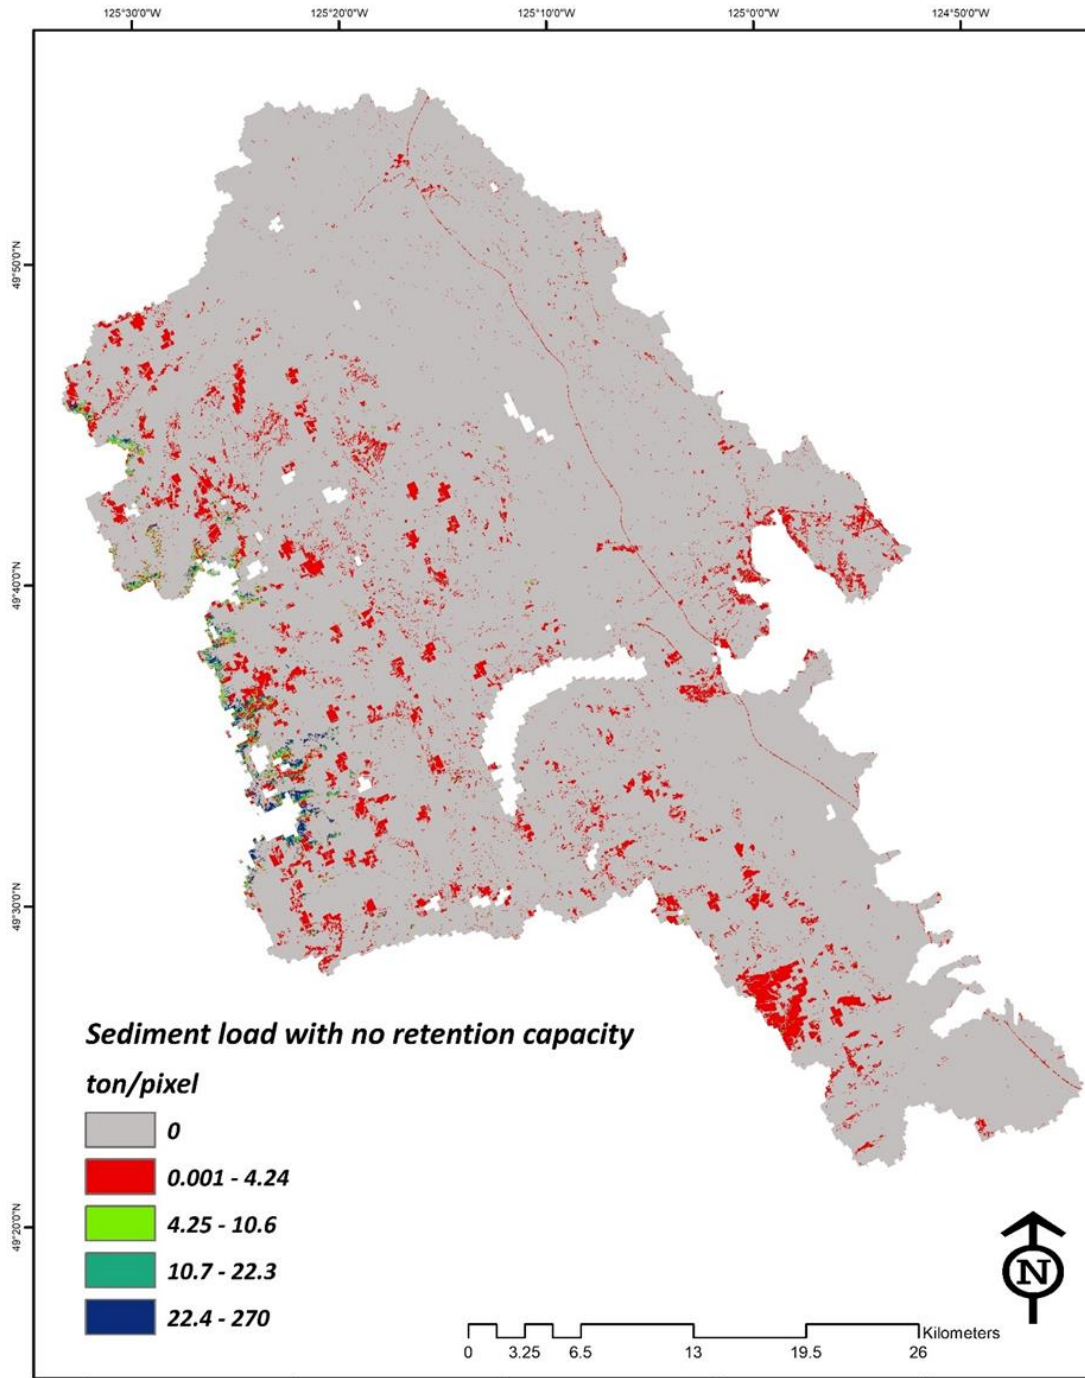 125°30'0"W 125°20'0"W 125°10'0"W 125°0'0"W 124°50'0"W
49°50'0"N
49°40'0"N
49°30'0"N
49°20'0"N
Sediment load with no retention capacity
ton/pixel
0
0.001 - 4.24
4.25 - 10.6
10.7 - 22.3
22.4 - 270
N
Kilometers
0 3.25 6.5 13 19.5 26